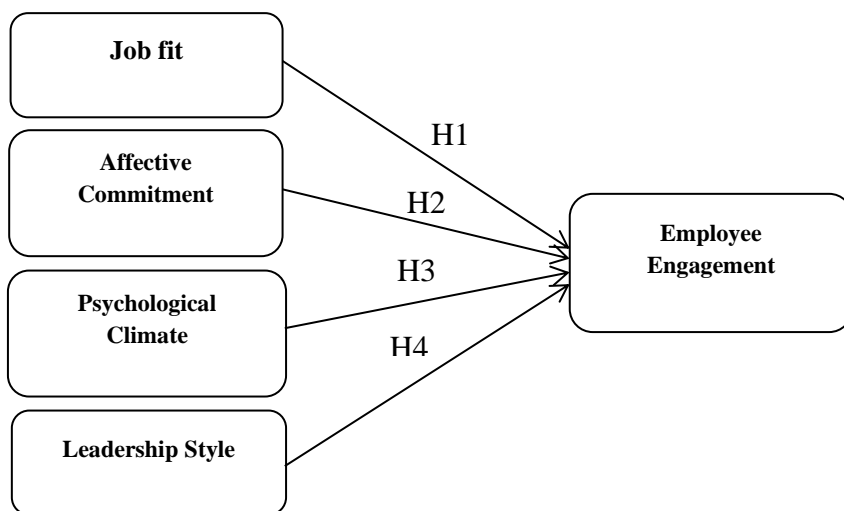 Job fit
H1
Affective
Commitment
H2
Employee
Engagement
H3
Psychological
Climate
H4
Leadership Style